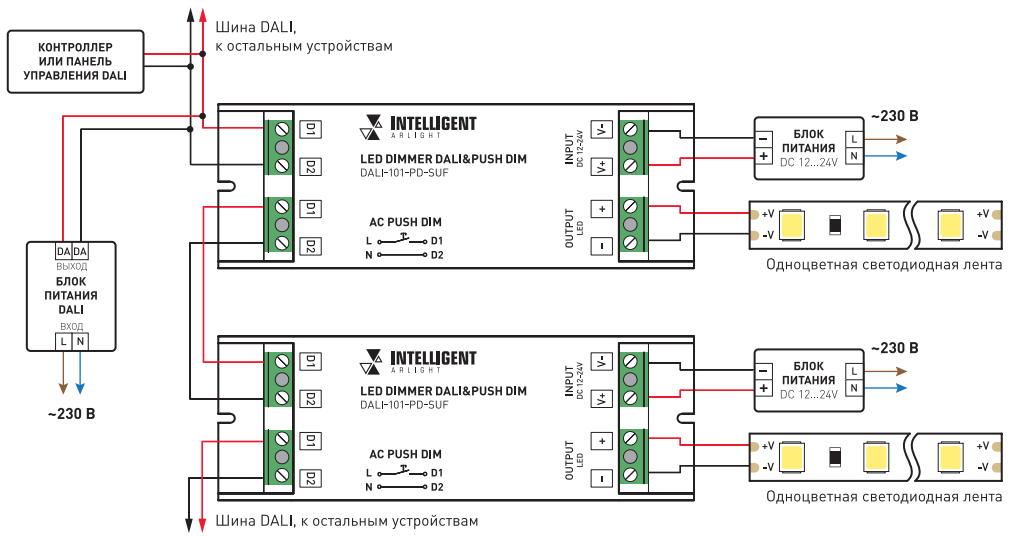 Шина DALI,
к остальным устройствам
КОНТРОЛЛЕР
ИЛИ ПАНЕЛЬ
УПРАВЛЕНИЯ DALI
DA DA
ВЫХОД
БЛОК
ПИТАНИЯ
DALI
ВХОД
L N
~230 В
D1
D2
D1
D2
INTELLIGENT
ARLIGHT
LED DIMMER DALI&PUSH DIM
DALI-101-PD-SUF
AC PUSH DIM
L D1
N D2
INPUT
DC 12-24V
V-
V+
OUTPUT
LED
+
-
~230 В
- БЛОК L
+ ПИТАНИЯ N
DC 12...24V
+V +V
-V -V
Одноцветная светодиодная лента
D1
D2
D1
D2
INTELLIGENT
ARLIGHT
LED DIMMER DALI&PUSH DIM
DALI-101-PD-SUF
AC PUSH DIM
L D1
N D2
INPUT
DC 12-24V
V-
V+
OUTPUT
LED
+
-
~230 В
- БЛОК L
+ ПИТАНИЯ N
DC 12...24V
+V +V
-V -V
Одноцветная светодиодная лента
Шина DALI, к остальным устройствам